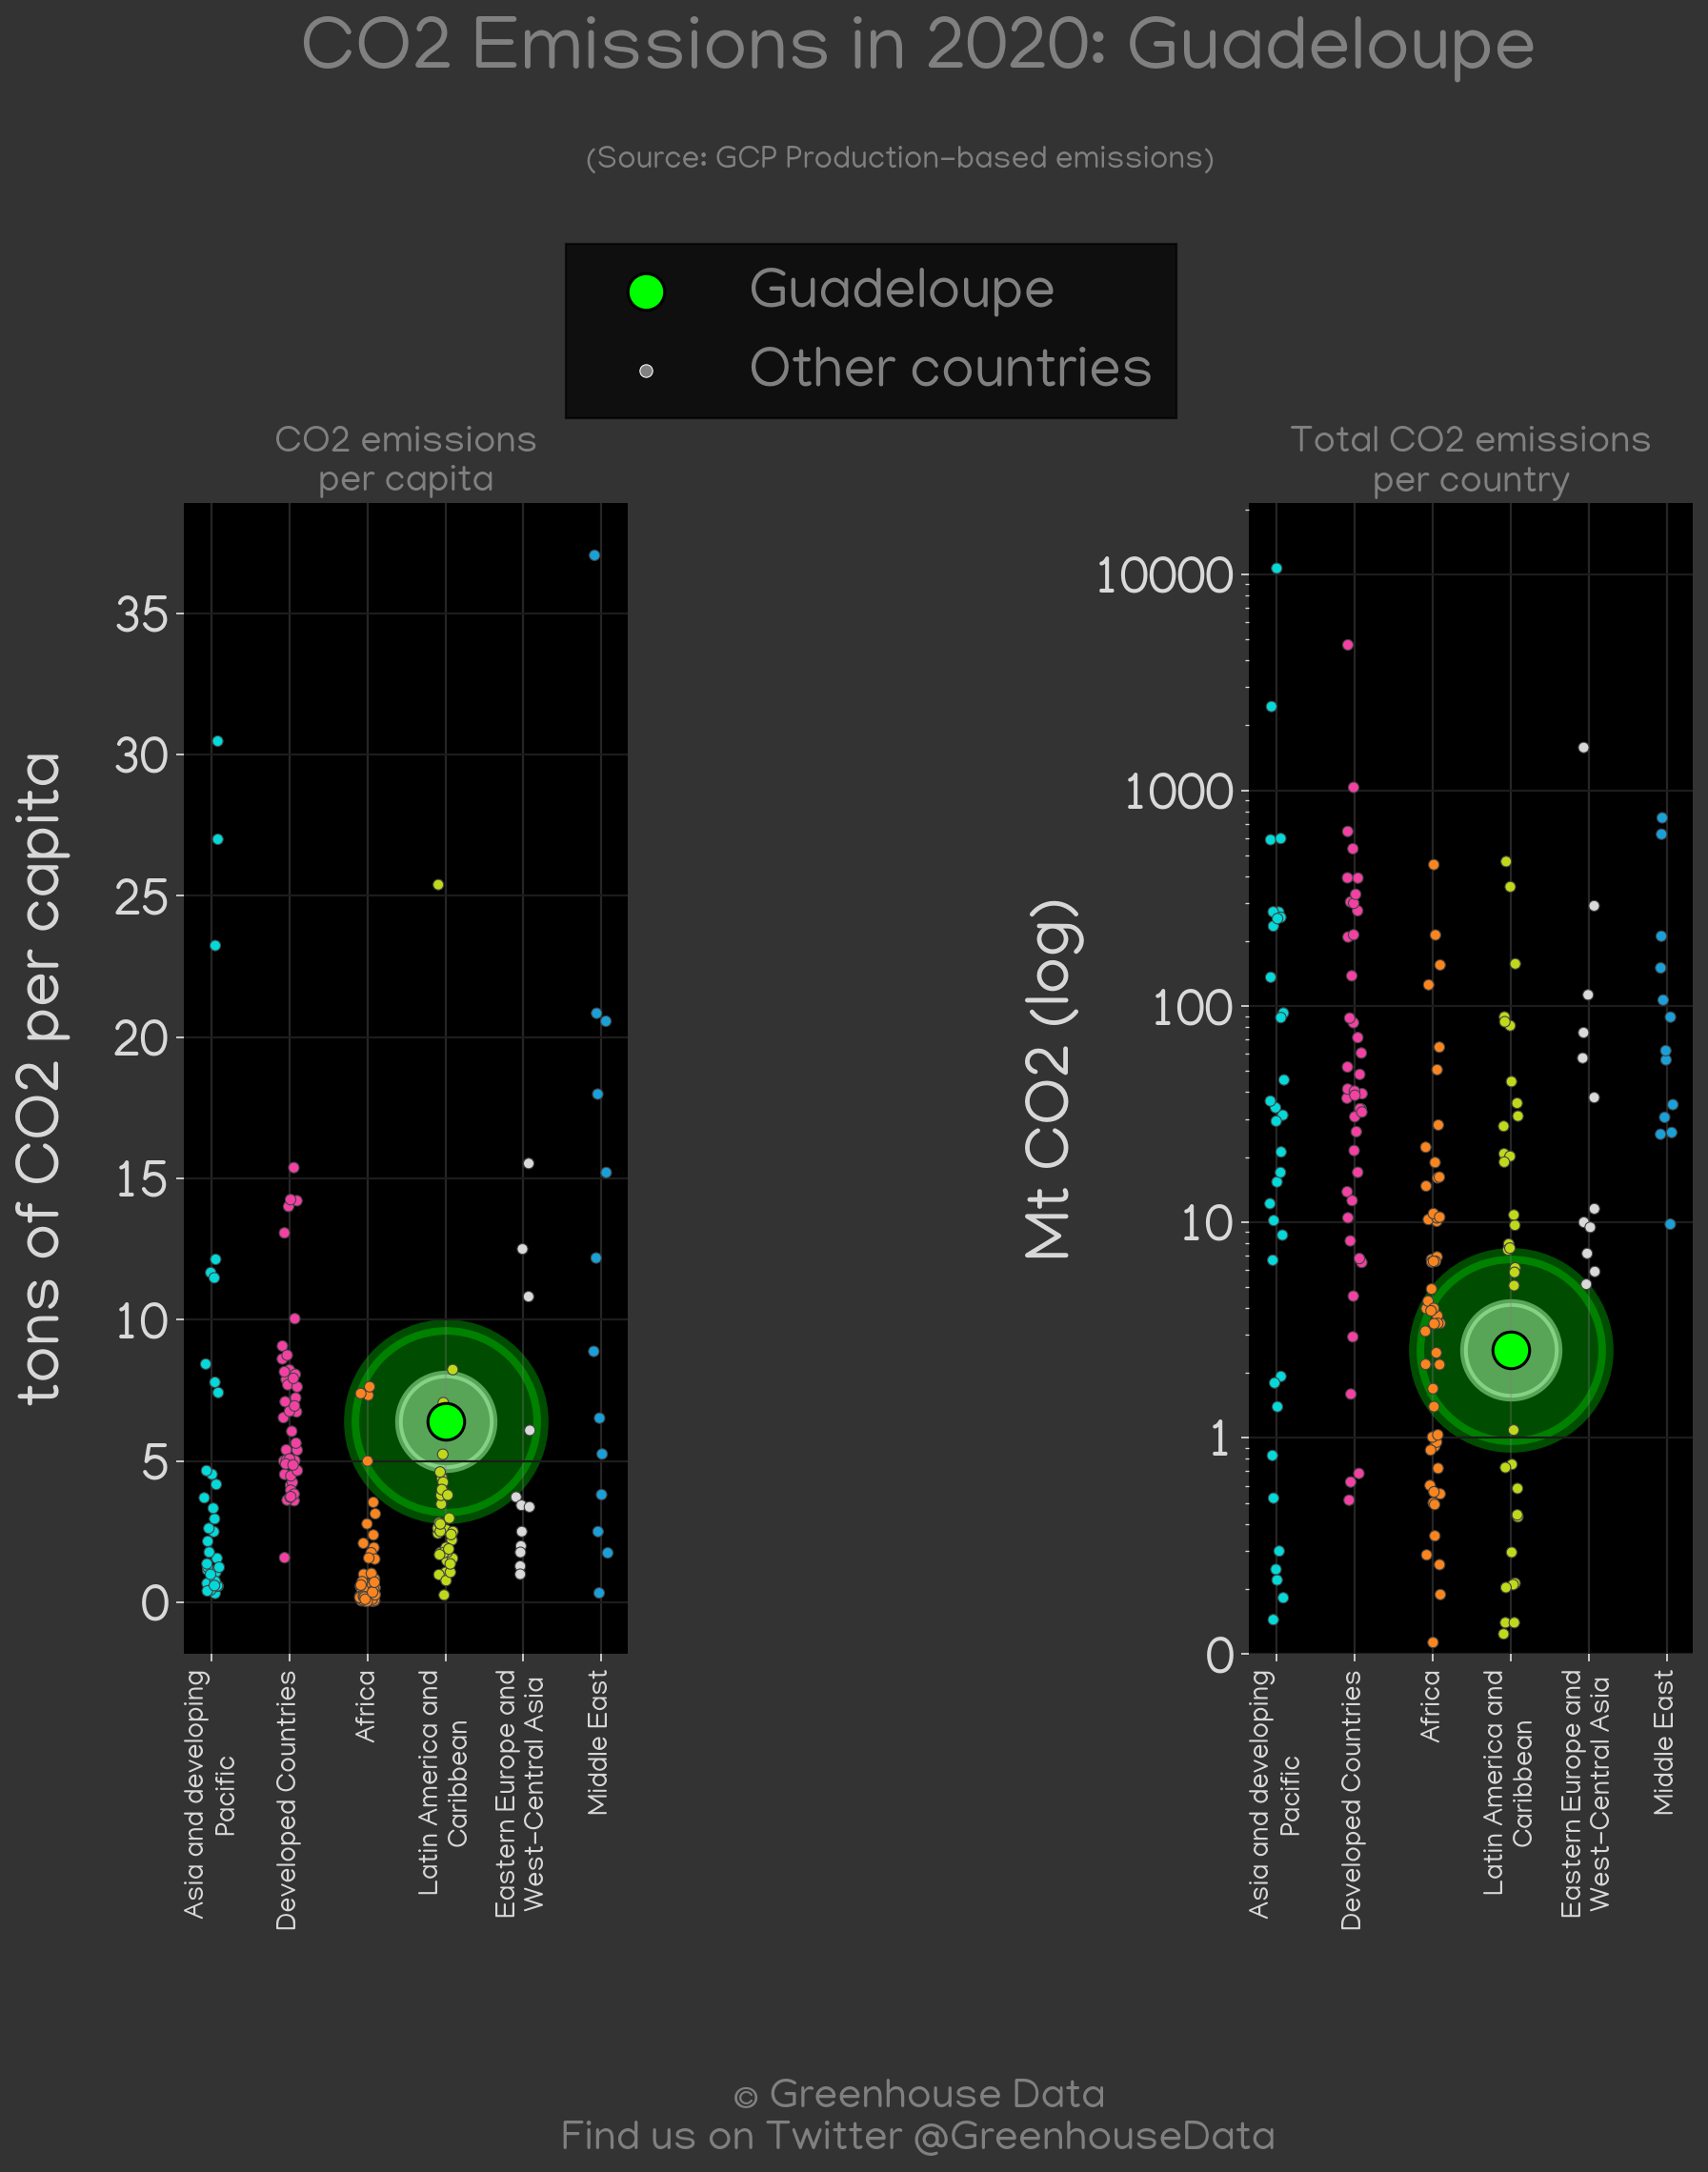 CO2 Emissions in 2020: Guadeloupe
(Source: GCP Production-based emissions)
Guadeloupe
Other countries
CO2 emissions
per capita
tons of CO2 per capita
35
30
25
20
15
10
5
0
Asia and developing
Pacific
Developed Countries
Africa
Latin America and
Caribbean
Eastern Europe and
West-Central Asia
Middle East
Total CO2 emissions
per country
Mt CO2 (log)
10000
1000
100
10
1
0
Asia and developing
Pacific
Developed Countries
Africa
Latin America and
Caribbean
Eastern Europe and
West-Central Asia
Middle East
© Greenhouse Data
Find us on Twitter @GreenhouseData